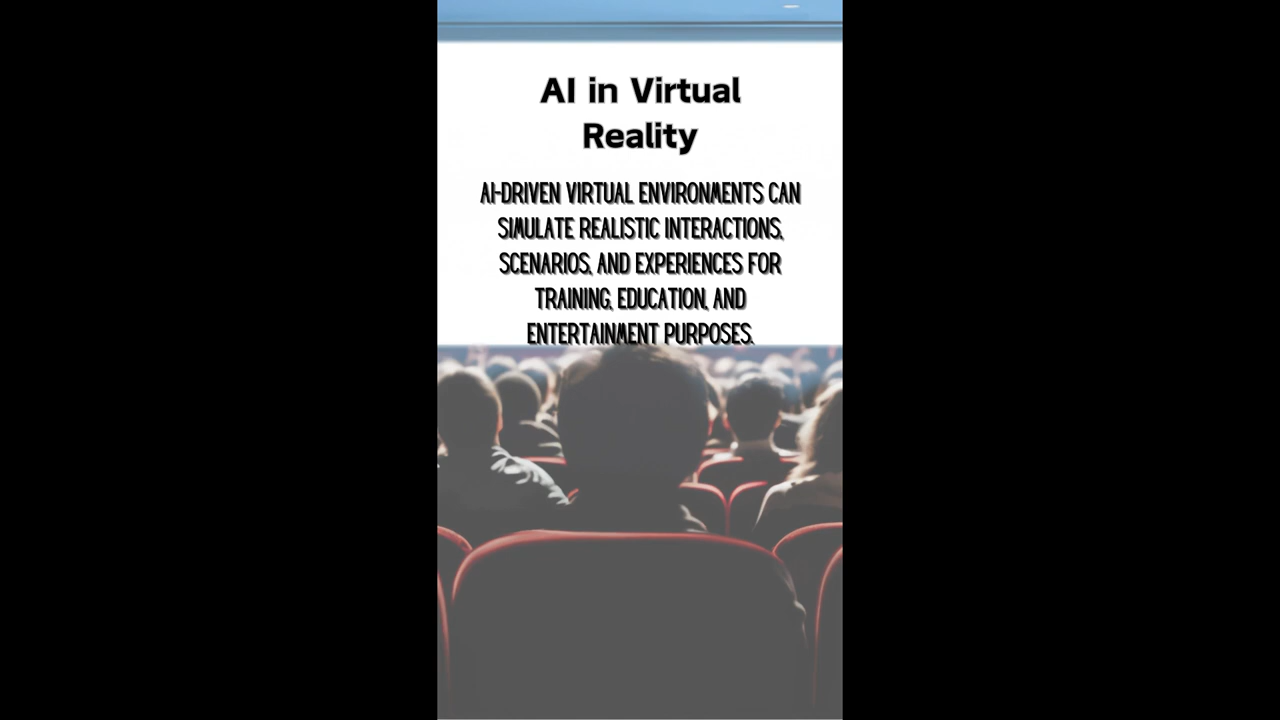 AI in Virtual
Reality
AI-DRIVEN VIRTUAL ENVIRONMENTS CAN
SIMULATE REALISTIC INTERACTIONS,
SCENARIOS, AND EXPERIENCES FOR
TRAINING, EDUCATION, AND
ENTERTAINMENT PURPOSES.